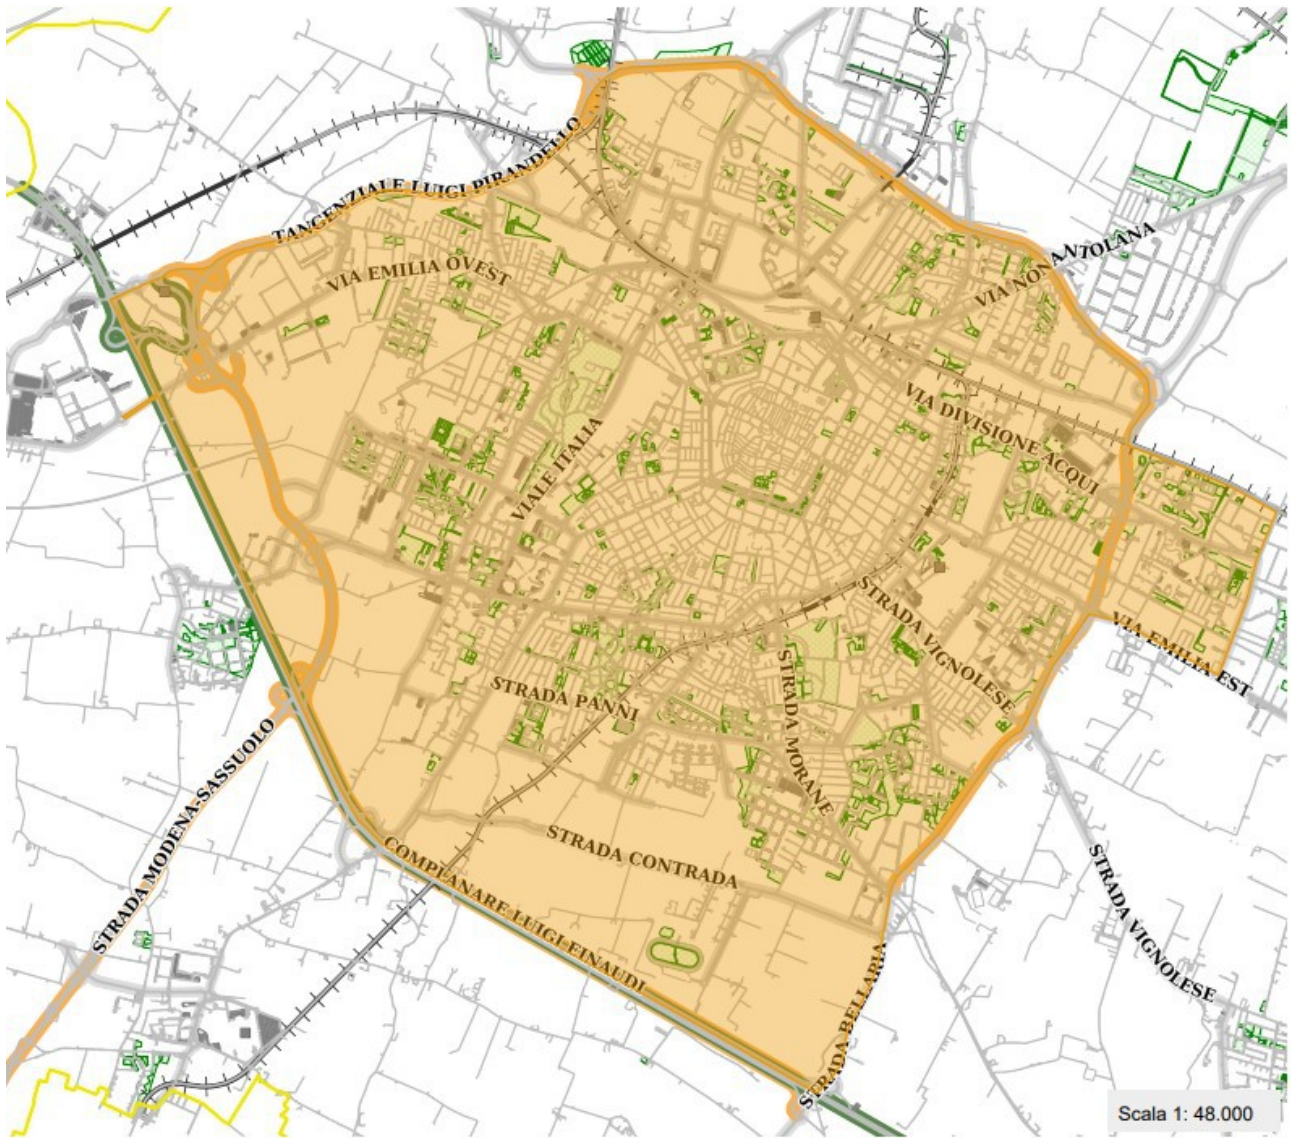 TANGENZIALE LUIGI PIRANDELLO
VIA EMILIA OVEST
VIA NONANTOLANA
VIA DIVISIONE ACQUI
VIALE ITALIA
STRADA VIGNOLESE
VIA EMILIA EST
STRADA PANNI
STRADA MORANE
STRADA MODENA-SASSUOLO
STRADA CONTRADA
COMPLANARE LUIGI EINAUDI
STRADA VIGNOLESE
STRADA BELLARIA
Scala 1: 48.000